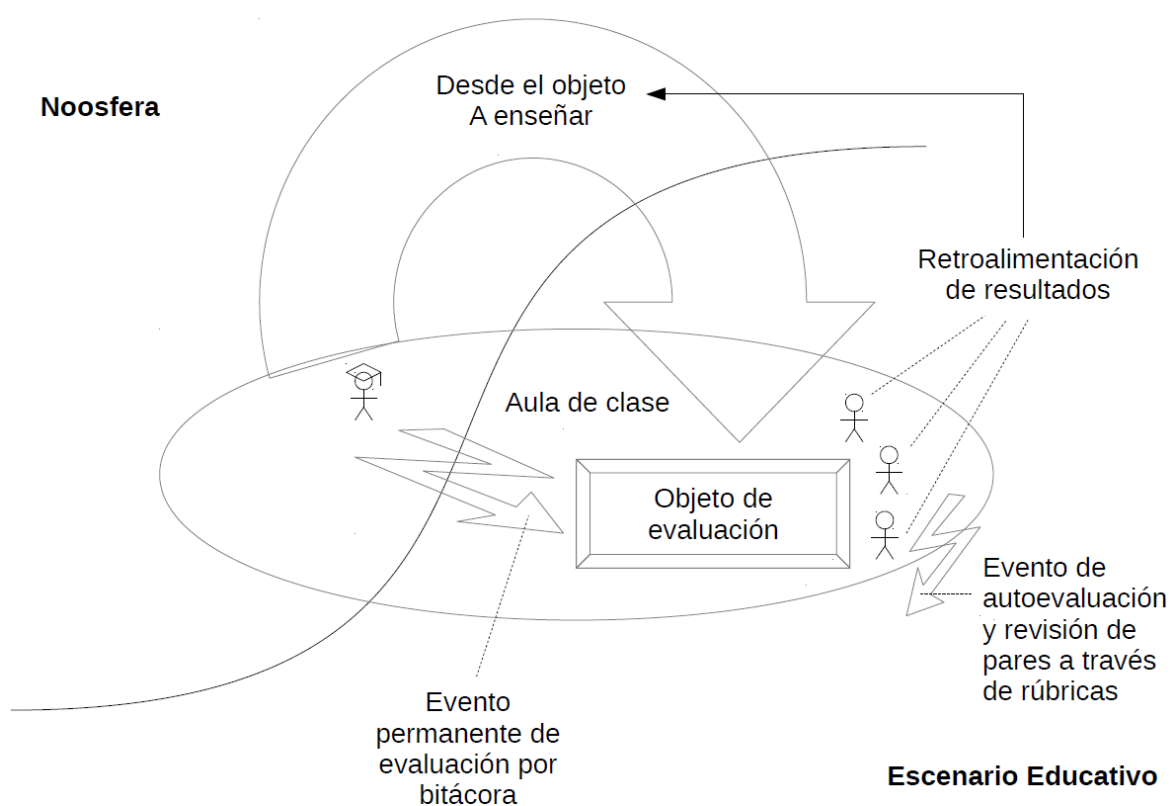 Desde el objeto
A enseñar
Noosfera
Retroalimentación
de resultados
Aula de clase
Objeto de
evaluación
Evento de
autoevaluación
y revisión de
pares a través
de rúbricas
Evento
permanente de
evaluación por
bitácora
Escenario Educativo